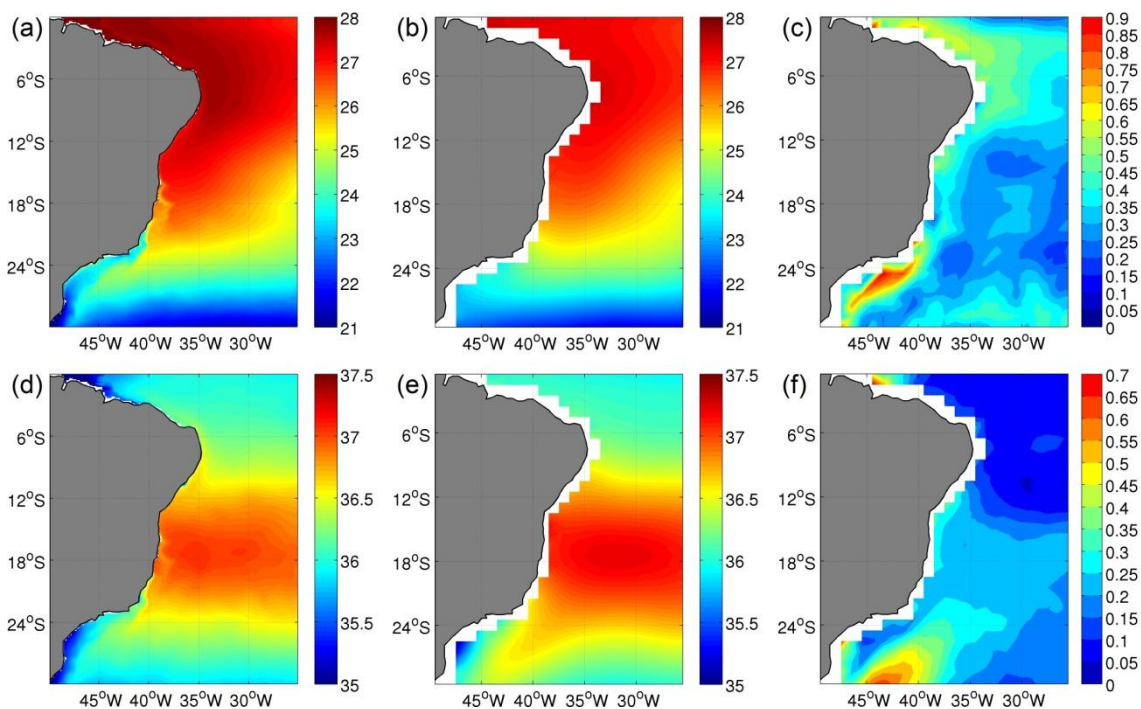 (a)
6°S
12°S
18°S
24°S
45°W 40°W 35°W 30°W
28
27
26
25
24
23
22
21
(b)
6°S
12°S
18°S
24°S
45°W 40°W 35°W 30°W
28
27
26
25
24
23
22
21
(c)
6°S
12°S
18°S
24°S
45°W 40°W 35°W 30°W
0.9
0.85
0.8
0.75
0.7
0.65
0.6
0.55
0.5
0.45
0.4
0.35
0.3
0.25
0.2
0.15
0.1
0.05
0
(d)
6°S
12°S
18°S
24°S
45°W 40°W 35°W 30°W
37.5
37
36.5
36
35.5
35
(e)
6°S
12°S
18°S
24°S
45°W 40°W 35°W 30°W
37.5
37
36.5
36
35.5
35
(f)
6°S
12°S
18°S
24°S
45°W 40°W 35°W 30°W
0.7
0.65
0.6
0.55
0.5
0.45
0.4
0.35
0.3
0.25
0.2
0.15
0.1
0.05
0